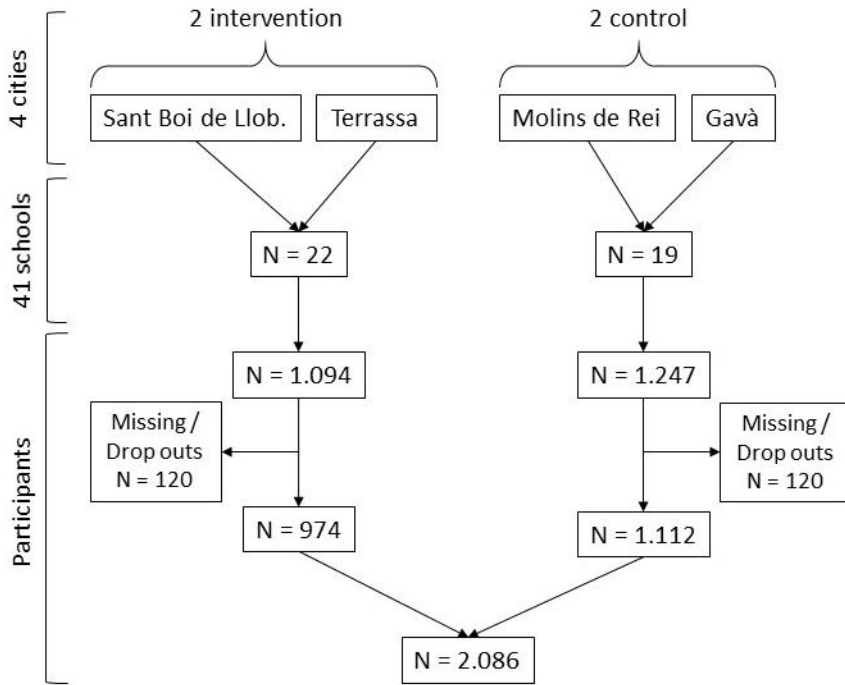 2 intervention
2 control
4 cities
Sant Boi de Llob.
Terrassa
Molins de Rei
Gavà
41 schools
N = 22
N = 19
Participants
N = 1.094
N = 1.247
Missing /
Drop outs
N = 120
Missing /
Drop outs
N = 120
N = 974
N = 1.112
N = 2.086